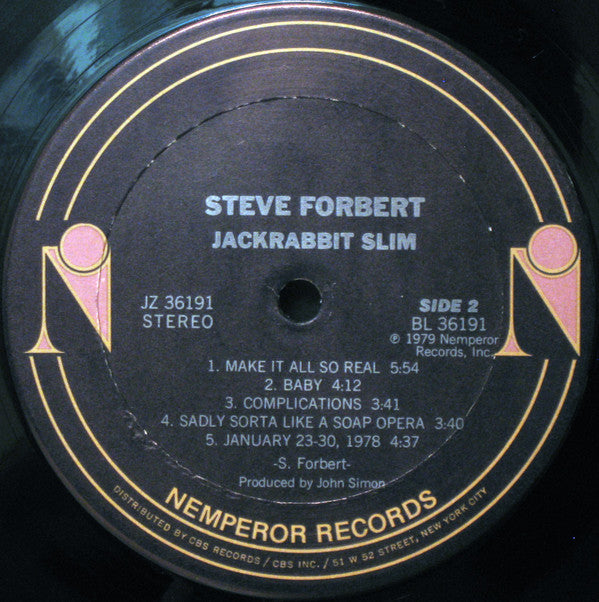 STEVE FORBERT
JACKRABBIT SLIM
JZ 36191
STEREO
SIDE 2
BL 36191
℗ 1979 Nemperor
Records, Inc.
1. MAKE IT ALL SO REAL 5:54
2. BABY 4:12
3. COMPLICATIONS 3:41
4. SADLY SORTA LIKE A SOAP OPERA 3:40
5. JANUARY 23-30, 1978 4:37
-S. Forbert-
Produced by John Simon
NEMPEROR RECORDS
DISTRIBUTED BY CBS RECORDS / CBS INC. / 51 W 52 STREET, NEW YORK CITY